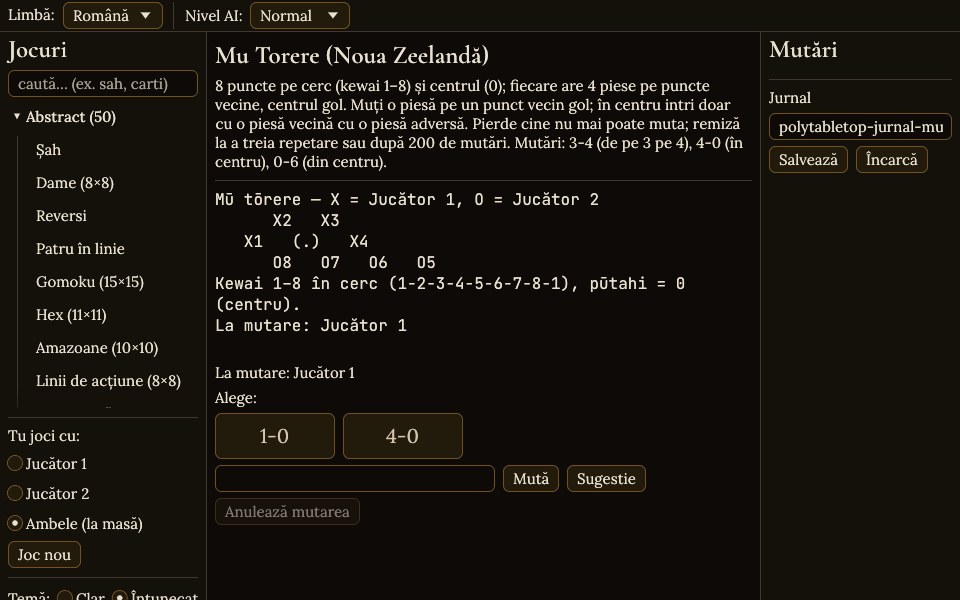 Limbă: Română ▼ Nivel AI: Normal ▼
Jocuri
caută... (ex. sah, carti)
▼ Abstract (50)
Șah
Dame (8×8)
Reversi
Patru în linie
Gomoku (15×15)
Hex (11×11)
Amazoane (10×10)
Linii de acțiune (8×8)
Tu joci cu:
Jucător 1
Jucător 2
Ambele (la masă)
Joc nou
Temă: Clar Întunecat
Mu Torere (Noua Zeelandă)
8 puncte pe cerc (kewai 1–8) și centrul (0); fiecare are 4 piese pe puncte
vecine, centrul gol. Muți o piesă pe un punct vecin gol; în centru intri doar
cu o piesă vecină cu o piesă adversă. Pierde cine nu mai poate muta; remiză
la a treia repetare sau după 200 de mutări. Mutări: 3-4 (de pe 3 pe 4), 4-0 (în
centru), 0-6 (din centru).
Mū tōrere — X = Jucător 1, O = Jucător 2
X2 X3
X1 (.) X4
O8 O7 O6 O5
Kewai 1–8 în cerc (1-2-3-4-5-6-7-8-1), pūtahi = 0
(centru).
La mutare: Jucător 1
La mutare: Jucător 1
Alege:
1-0 4-0
Mută Sugestie
Anulează mutarea
Mutări
Jurnal
polytabletop-jurnal-mu
Salvează Încarcă